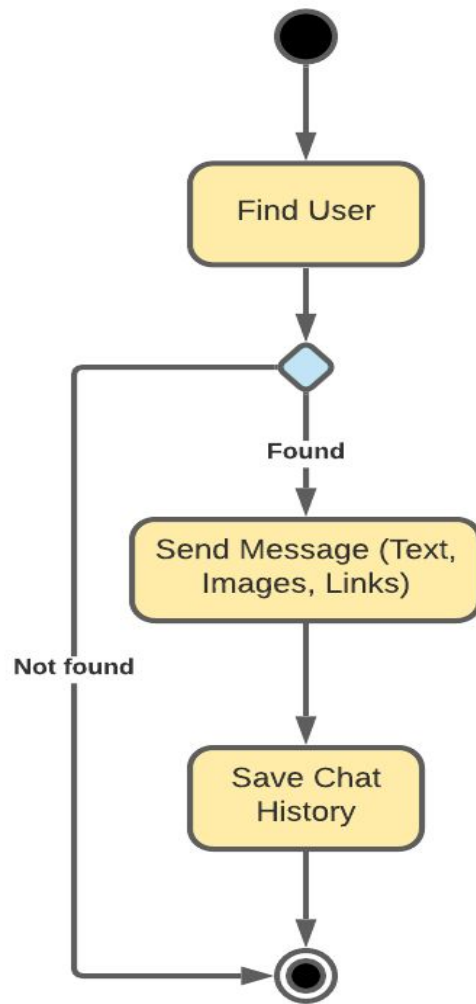 Find User
Found
Send Message (Text,
Images, Links)
Not found
Save Chat
History